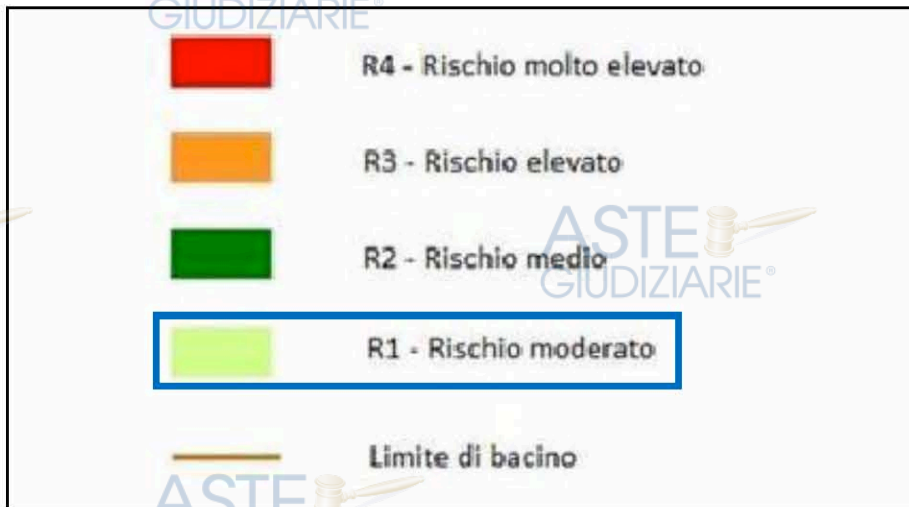 GIUDIZIARIE®
R4 - Rischio molto elevato
R3 - Rischio elevato
ASTE
GIUDIZIARIE®
R2 - Rischio medio
R1 - Rischio moderato
Limite di bacino
ASTE